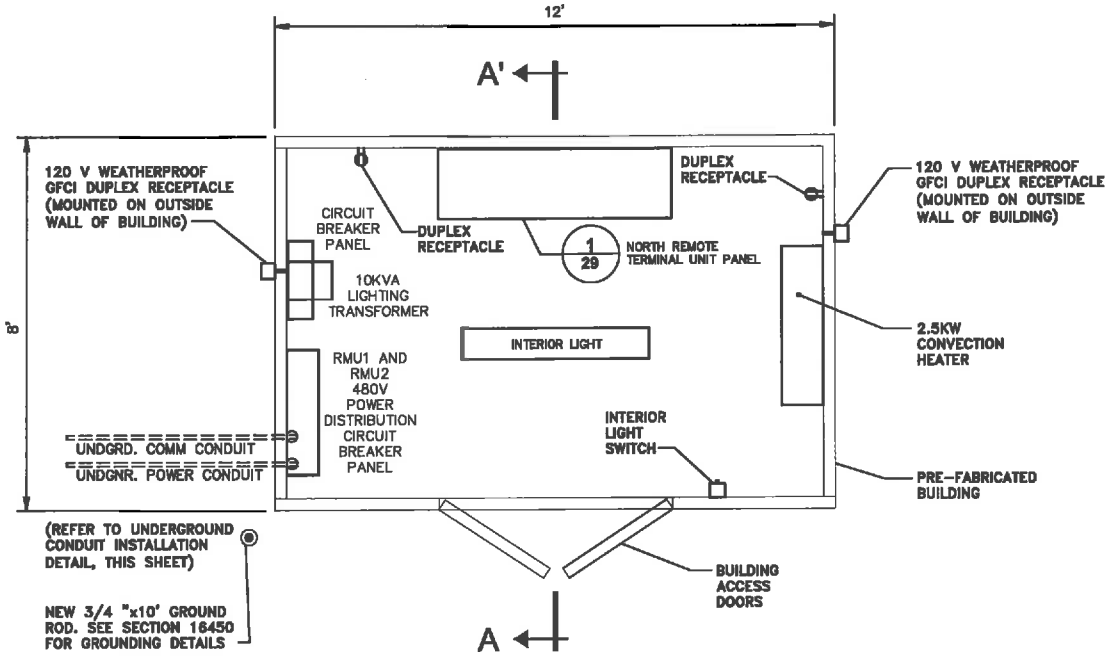 12'
A'
120 V WEATHERPROOF
GFCI DUPLEX RECEPTACLE
(MOUNTED ON OUTSIDE
WALL OF BUILDING)
CIRCUIT
BREAKER
PANEL
DUPLEX
RECEPTACLE
DUPLEX
RECEPTACLE
120 V WEATHERPROOF
GFCI DUPLEX RECEPTACLE
(MOUNTED ON OUTSIDE
WALL OF BUILDING)
1
29
NORTH REMOTE
TERMINAL UNIT PANEL
10KVA
LIGHTING
TRANSFORMER
8'
INTERIOR LIGHT
2.5KW
CONVECTION
HEATER
RMU1 AND
RMU2
480V
POWER
DISTRIBUTION
CIRCUIT
BREAKER
PANEL
INTERIOR
LIGHT
SWITCH
UNDGRD. COMM CONDUIT
UNDGNR. POWER CONDUIT
PRE-FABRICATED
BUILDING
(REFER TO UNDERGROUND
CONDUIT INSTALLATION
DETAIL, THIS SHEET)
BUILDING
ACCESS
DOORS
NEW 3/4 "x10' GROUND
ROD. SEE SECTION 16450
FOR GROUNDING DETAILS
A